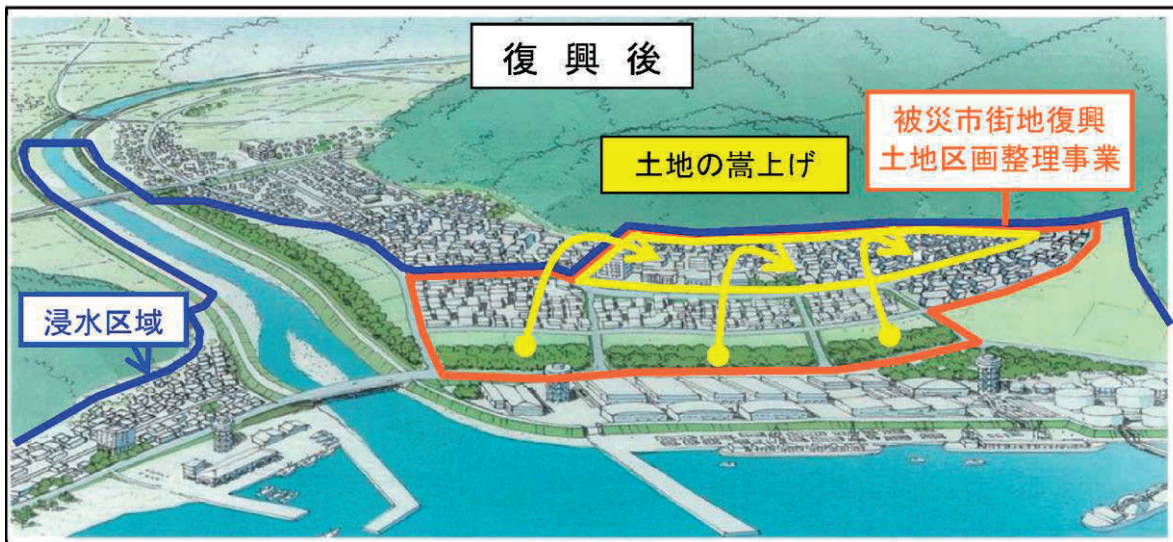 復興後
被災市街地復興
土地区画整理事業
土地の嵩上げ
浸水区域